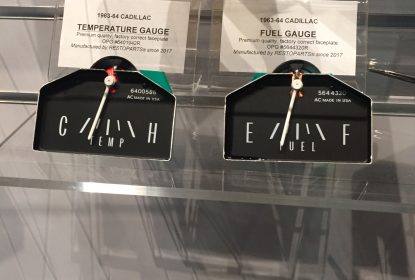 1963-64 CADILLAC
TEMPERATURE GAUGE
Premium quality, factory correct faceplate
Manufactured by RESTOPARTS® since 2017
6400586
AC MADE IN USA
C H
TEMP
1963-64 CADILLAC
FUEL GAUGE
Premium quality, factory correct faceplate
Manufactured by RESTOPARTS® since 2017
5644320
AC MADE IN USA
E F
FUEL